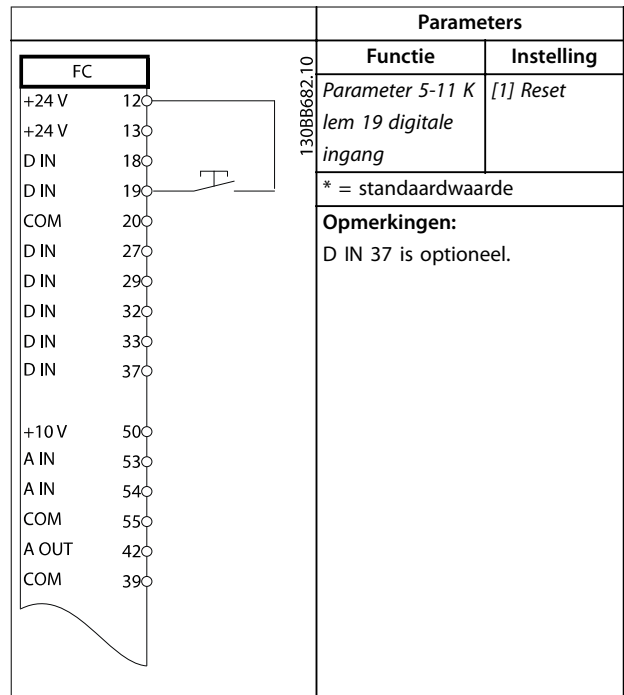 FC
+24 V 12
+24 V 13
D IN 18
D IN 19
COM 20
D IN 27
D IN 29
D IN 32
D IN 33
D IN 37
+10 V 50
A IN 53
A IN 54
COM 55
A OUT 42
COM 39
130BB682.10
Parameters
Functie Instelling
Parameter 5-11 K [1] Reset
lem 19 digitale
ingang
* = standaardwaarde
Opmerkingen:
D IN 37 is optioneel.